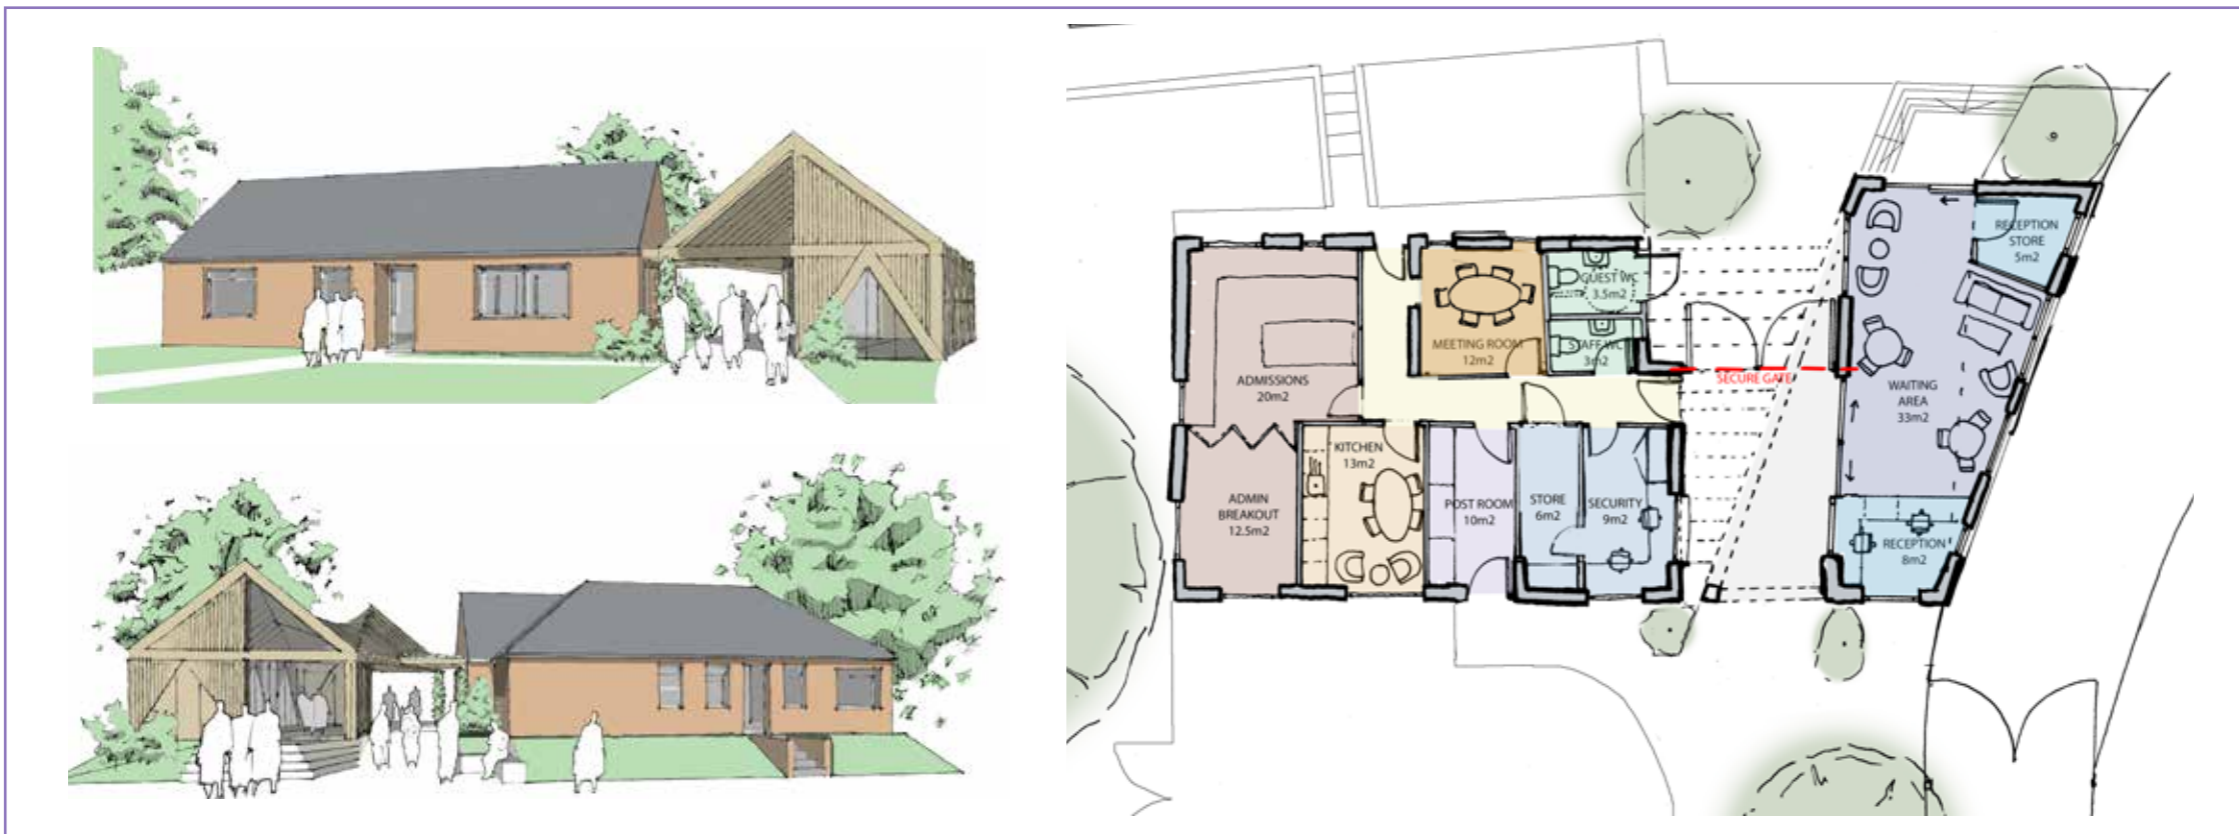 RECEPTION
STORE
5m2
GUEST WC
3.5m2
MEETING ROOM
12m2
STAFF WC
3m2
SECURE GATE
ADMISSIONS
20m2
WAITING
AREA
33m2
KITCHEN
13m2
ADMIN
BREAKOUT
12.5m2
POST ROOM
10m2
STORE
6m2
SECURITY
9m2
RECEPTION
8m2